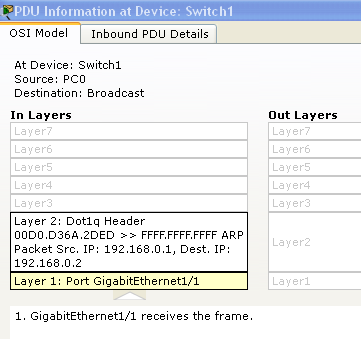 PDU Information at Device: Switch1
OSI Model
Inbound PDU Details
At Device: Switch1
Source: PC0
Destination: Broadcast
In Layers
Out Layers
Layer7
Layer7
Layer6
Layer6
Layer5
Layer5
Layer4
Layer4
Layer3
Layer3
Layer 2: Dot1q Header
00D0.D36A.2DED >> FFFF.FFFF.FFFF ARP
Packet Src. IP: 192.168.0.1, Dest. IP:
192.168.0.2
Layer2
Layer 1: Port GigabitEthernet1/1
Layer1
1. GigabitEthernet1/1 receives the frame.